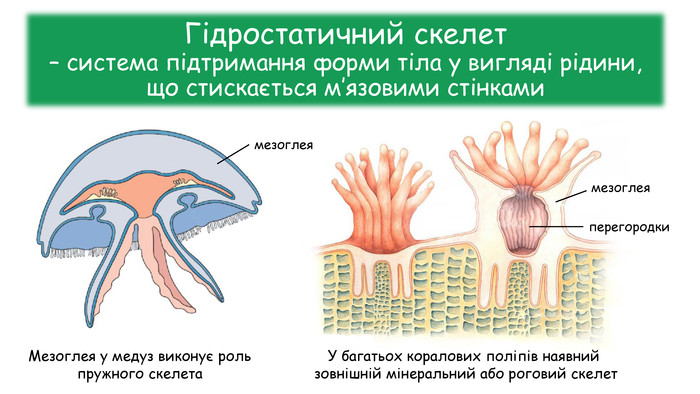 Гідростатичний скелет
– система підтримання форми тіла у вигляді рідини,
що стискається м’язовими стінками
мезоглея
мезоглея
перегородки
Мезоглея у медуз виконує роль
пружного скелета
У багатьох коралових поліпів наявний
зовнішній мінеральний або роговий скелет